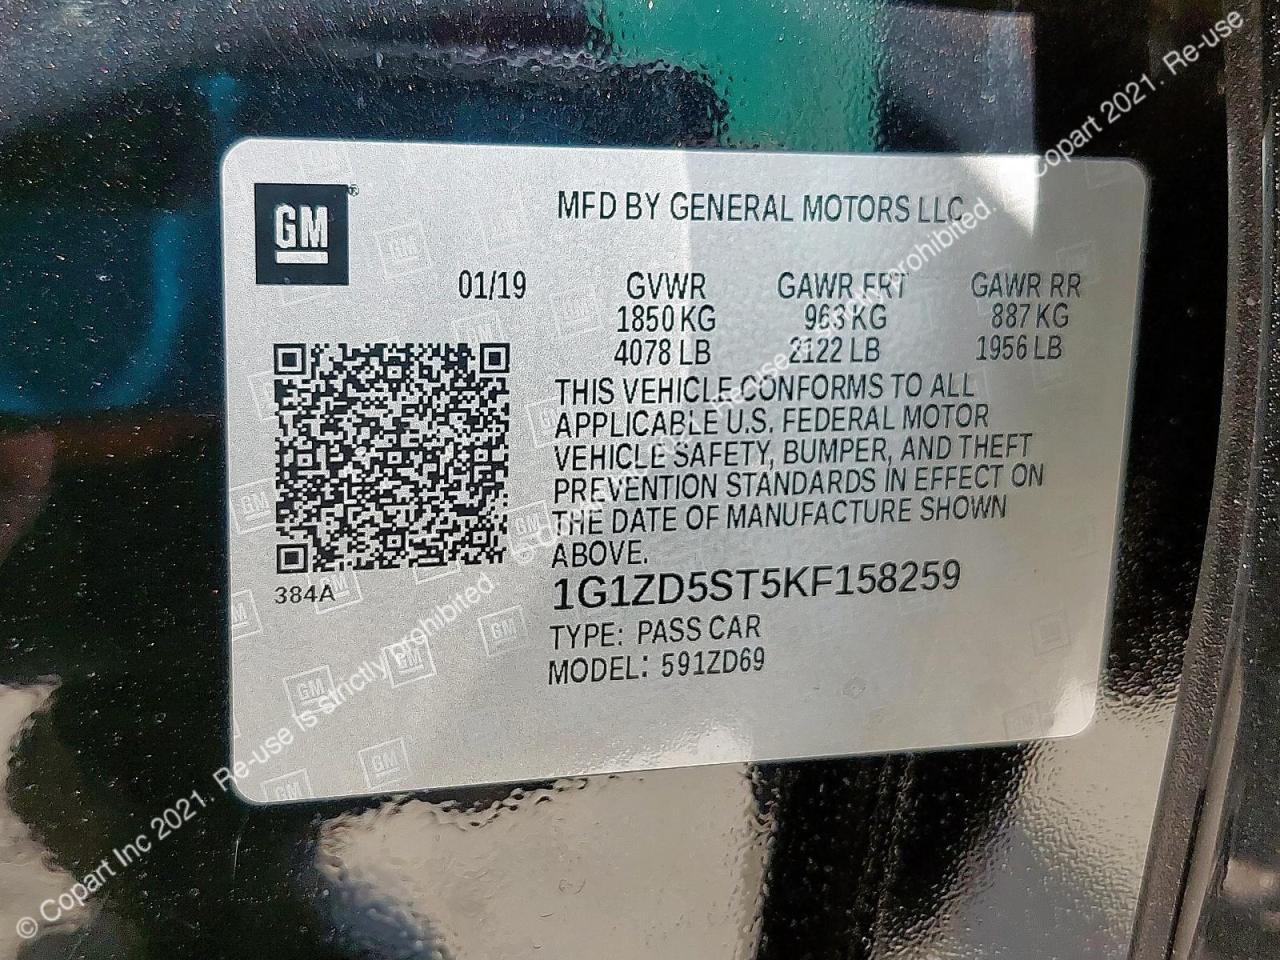 GM®
MFD BY GENERAL MOTORS LLC
01/19 GVWR GAWR FRT GAWR RR
1850 KG 963 KG 887 KG
4078 LB 2122 LB 1956 LB
THIS VEHICLE CONFORMS TO ALL
APPLICABLE U.S. FEDERAL MOTOR
VEHICLE SAFETY, BUMPER, AND THEFT
PREVENTION STANDARDS IN EFFECT ON
THE DATE OF MANUFACTURE SHOWN
ABOVE.
384A
1G1ZD5ST5KF158259
TYPE: PASS CAR
MODEL: 591ZD69
© Copart Inc 2021. Re-use is strictly prohibited.
Copart 2021. Re-use